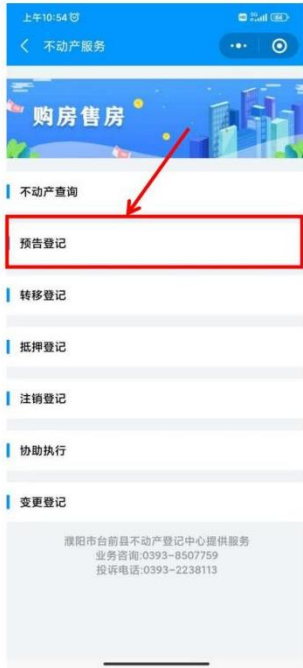 上午10:54
不动产服务
购房售房
不动产查询
预告登记
转移登记
抵押登记
注销登记
协助执行
变更登记
濮阳市台前县不动产登记中心提供服务
业务咨询:0393-8507759
投诉电话:0393-2238113